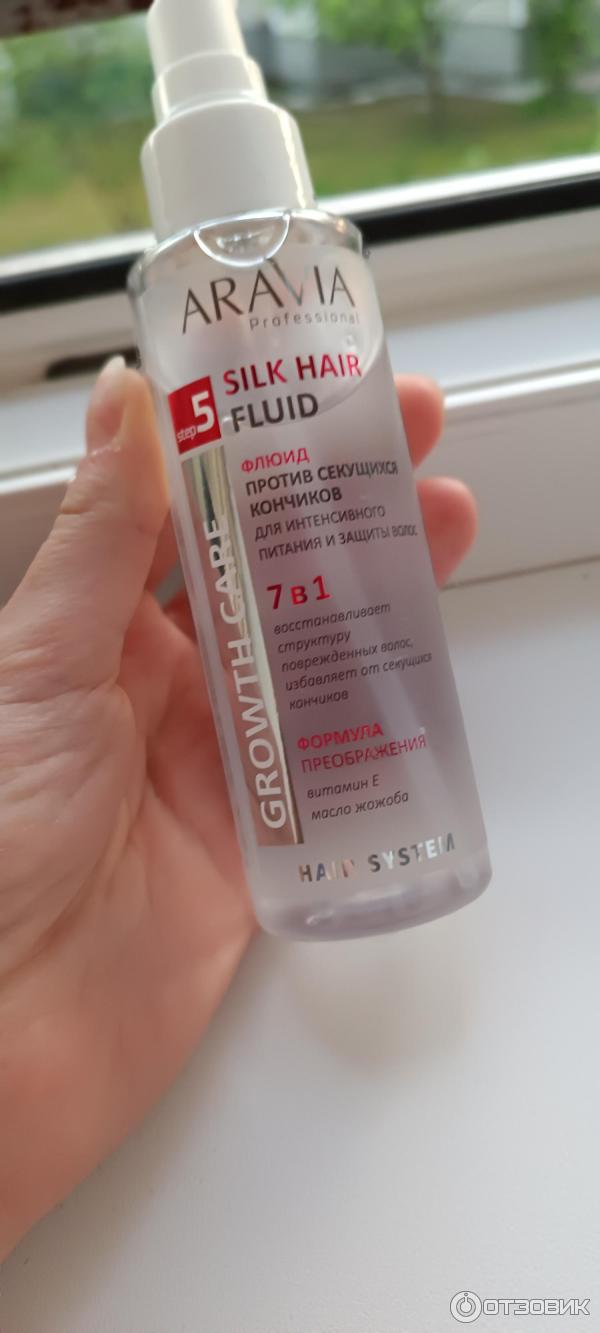 ARAVIA
Professional
step 5
SILK HAIR
FLUID
ФЛЮИД
ПРОТИВ СЕКУЩИХСЯ
КОНЧИКОВ
ДЛЯ ИНТЕНСИВНОГО
ПИТАНИЯ И ЗАЩИТЫ ВОЛОС
7 в 1
восстанавливает
структуру
поврежденных волос,
избавляет от секущихся
кончиков
ФОРМУЛА
ПРЕОБРАЖЕНИЯ
витамин Е
масло жожоба
GROWTH CARE
HAIR SYSTEM
ОТЗОВИК